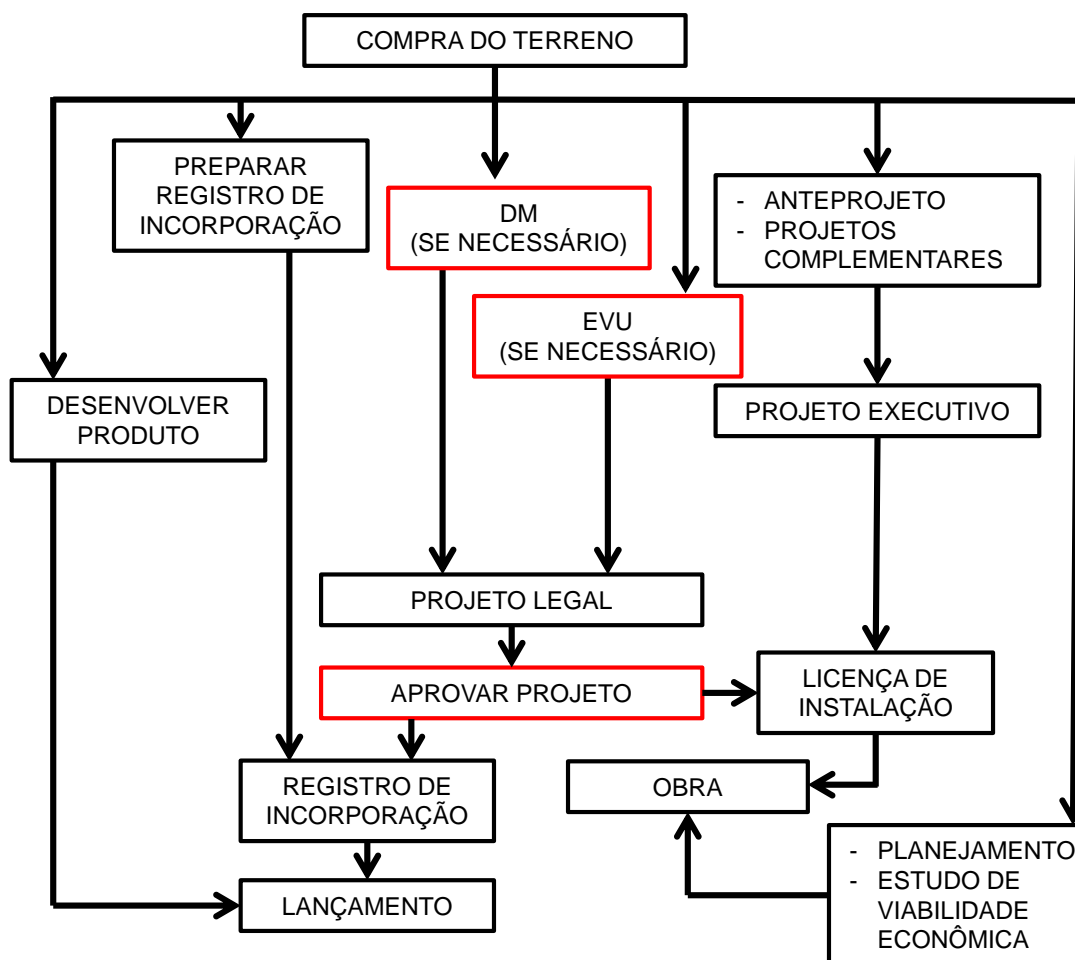 COMPRA DO TERRENO
PREPARAR
REGISTRO DE
INCORPORAÇÃO
DM
(SE NECESSÁRIO)
- ANTEPROJETO
- PROJETOS
COMPLEMENTARES
EVU
(SE NECESSÁRIO)
DESENVOLVER
PRODUTO
PROJETO EXECUTIVO
PROJETO LEGAL
APROVAR PROJETO
LICENÇA DE
INSTALAÇÃO
REGISTRO DE
INCORPORAÇÃO
OBRA
LANÇAMENTO
- PLANEJAMENTO
- ESTUDO DE
VIABILIDADE
ECONÔMICA